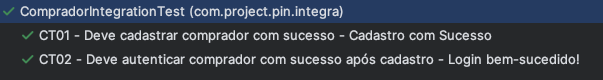 CompradorIntegrationTest (com.project.pin.integra)
CT01 - Deve cadastrar comprador com sucesso - Cadastro com Sucesso
CT02 - Deve autenticar comprador com sucesso após cadastro - Login bem-sucedido!